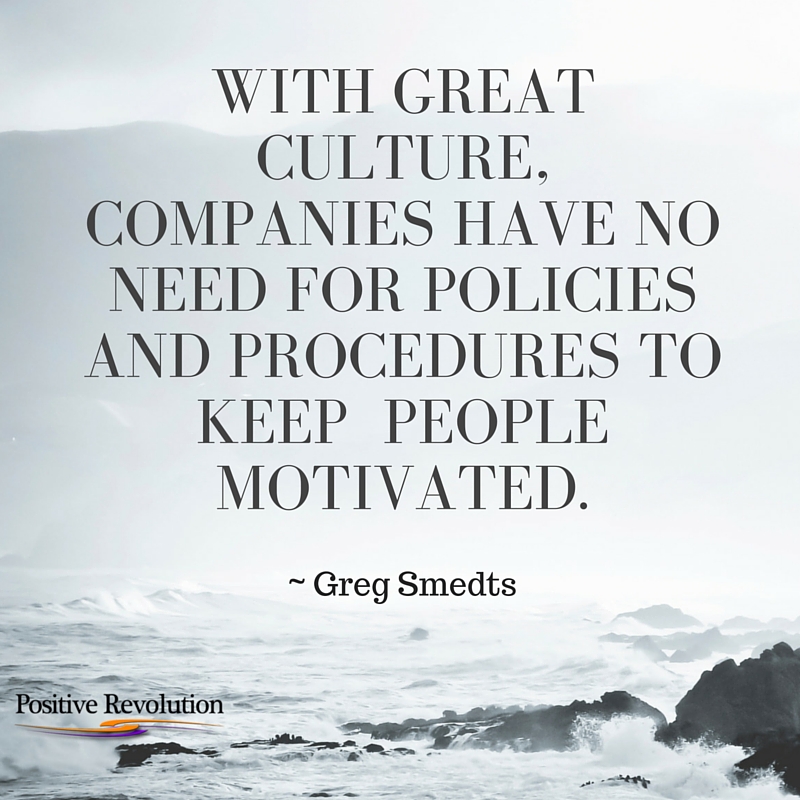 WITH GREAT
CULTURE,
COMPANIES HAVE NO
NEED FOR POLICIES
AND PROCEDURES TO
KEEP  PEOPLE
MOTIVATED.
~ Greg Smedts
Positive Revolution